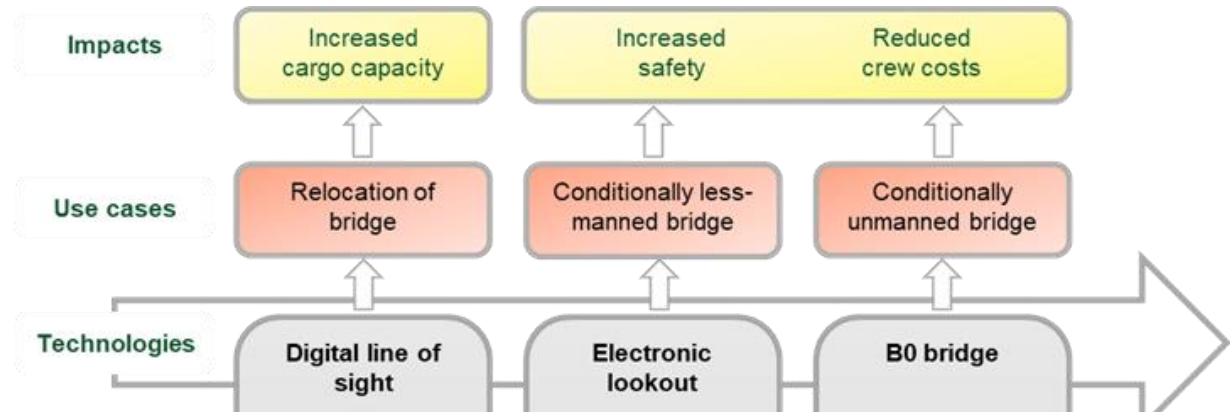 Impacts
Increased
cargo capacity
Increased
safety
Reduced
crew costs
Use cases
Relocation of
bridge
Conditionally less-
manned bridge
Conditionally
unmanned bridge
Technologies
Digital line of
sight
Electronic
lookout
B0 bridge